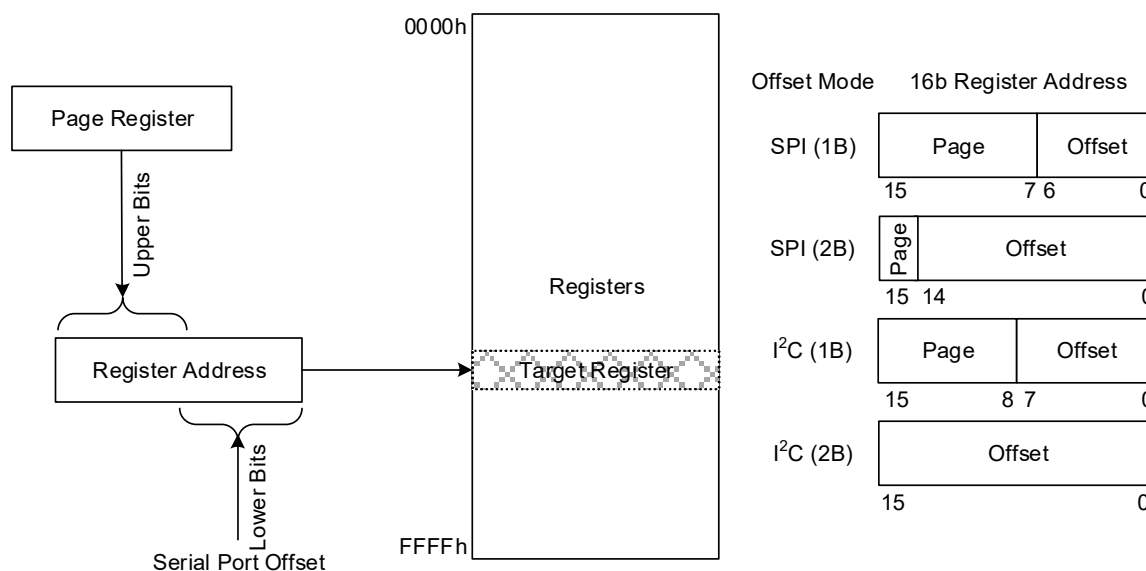 0000h
Page Register
Upper Bits
Register Address
Lower Bits
Serial Port Offset
Registers
Target Register
FFFFh
Offset Mode 16b Register Address
SPI (1B) Page Offset
15 7 6 0
SPI (2B) Page Offset
15 14 0
I²C (1B) Page Offset
15 8 7 0
I²C (2B) Offset
15 0